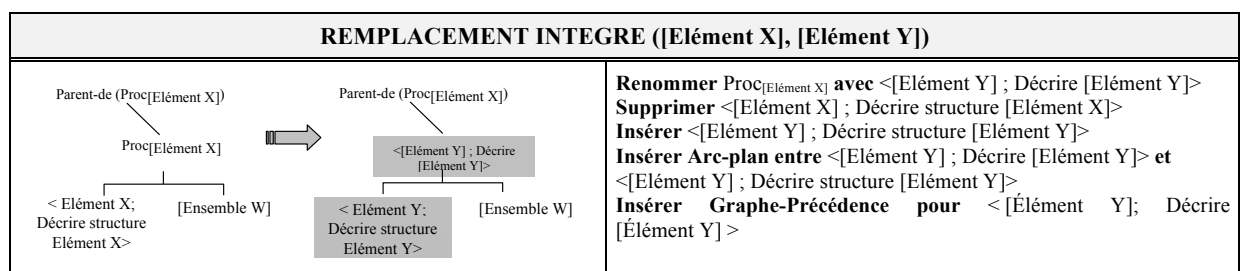 REMPLACEMENT INTEGRE ([Elément X], [Elément Y])
Parent-de (Proc[Elément X])
Proc[Elément X]
< Elément X;
Décrire structure
Elément X>
[Ensemble W]
Parent-de (Proc[Elément X])
<[Elément Y] ; Décrire
[Elément Y]>
< Elément Y;
Décrire structure
Elément Y>
[Ensemble W]
Renommer Proc[Elément X] avec <[Elément Y] ; Décrire [Elément Y]>
Supprimer <[Elément X] ; Décrire structure [Elément X]>
Insérer <[Elément Y] ; Décrire structure [Elément Y]>
Insérer Arc-plan entre <[Elément Y] ; Décrire [Elément Y]> et
<[Elément Y] ; Décrire structure [Elément Y]>
Insérer Graphe-Précédence pour < [Élément Y]; Décrire
[Élément Y] >